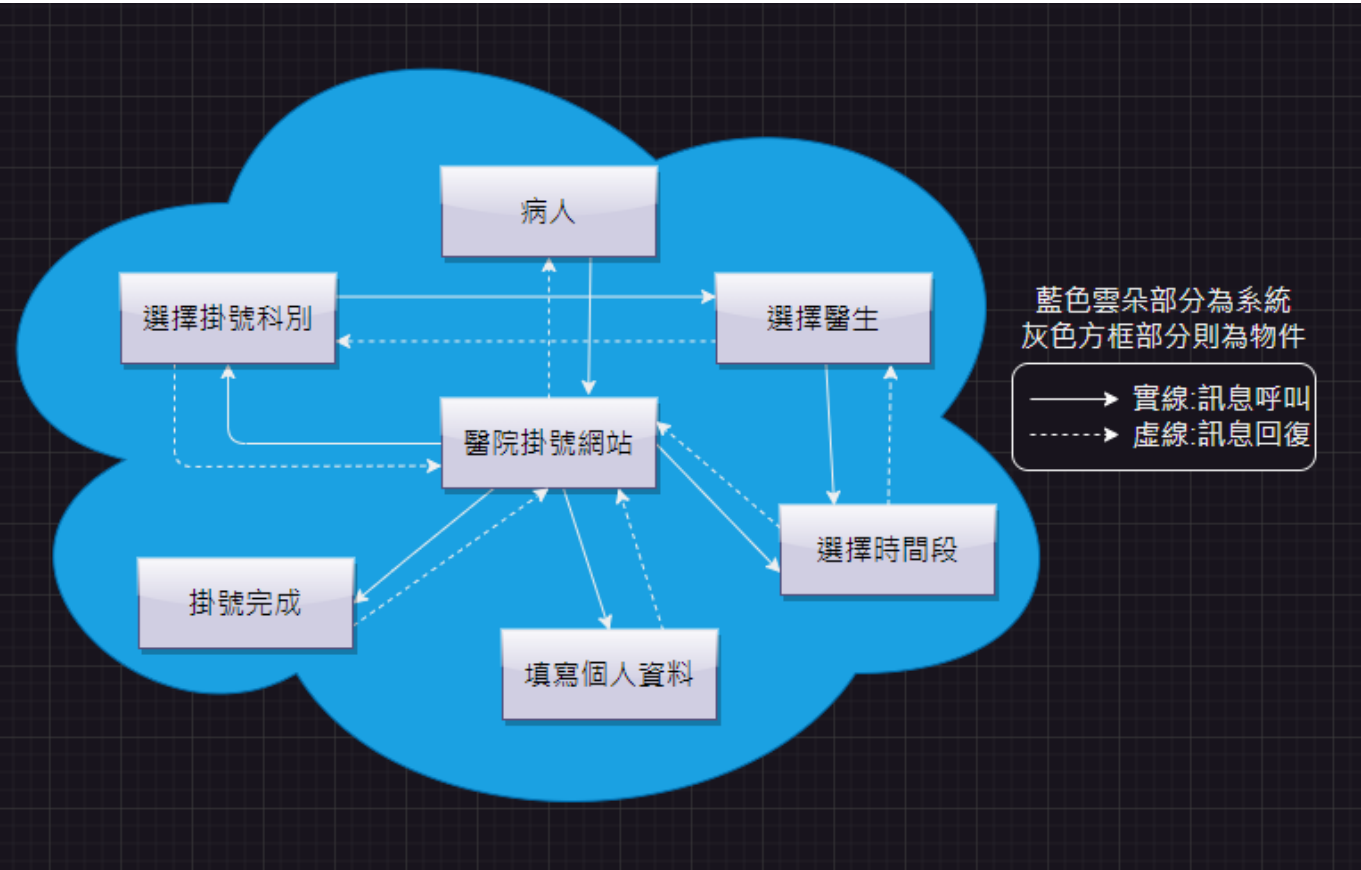 病人
選擇掛號科別
選擇醫生
藍色雲朵部分為系統
灰色方框部分則為物件
實線:訊息呼叫
虛線:訊息回復
醫院掛號網站
選擇時間段
掛號完成
填寫個人資料